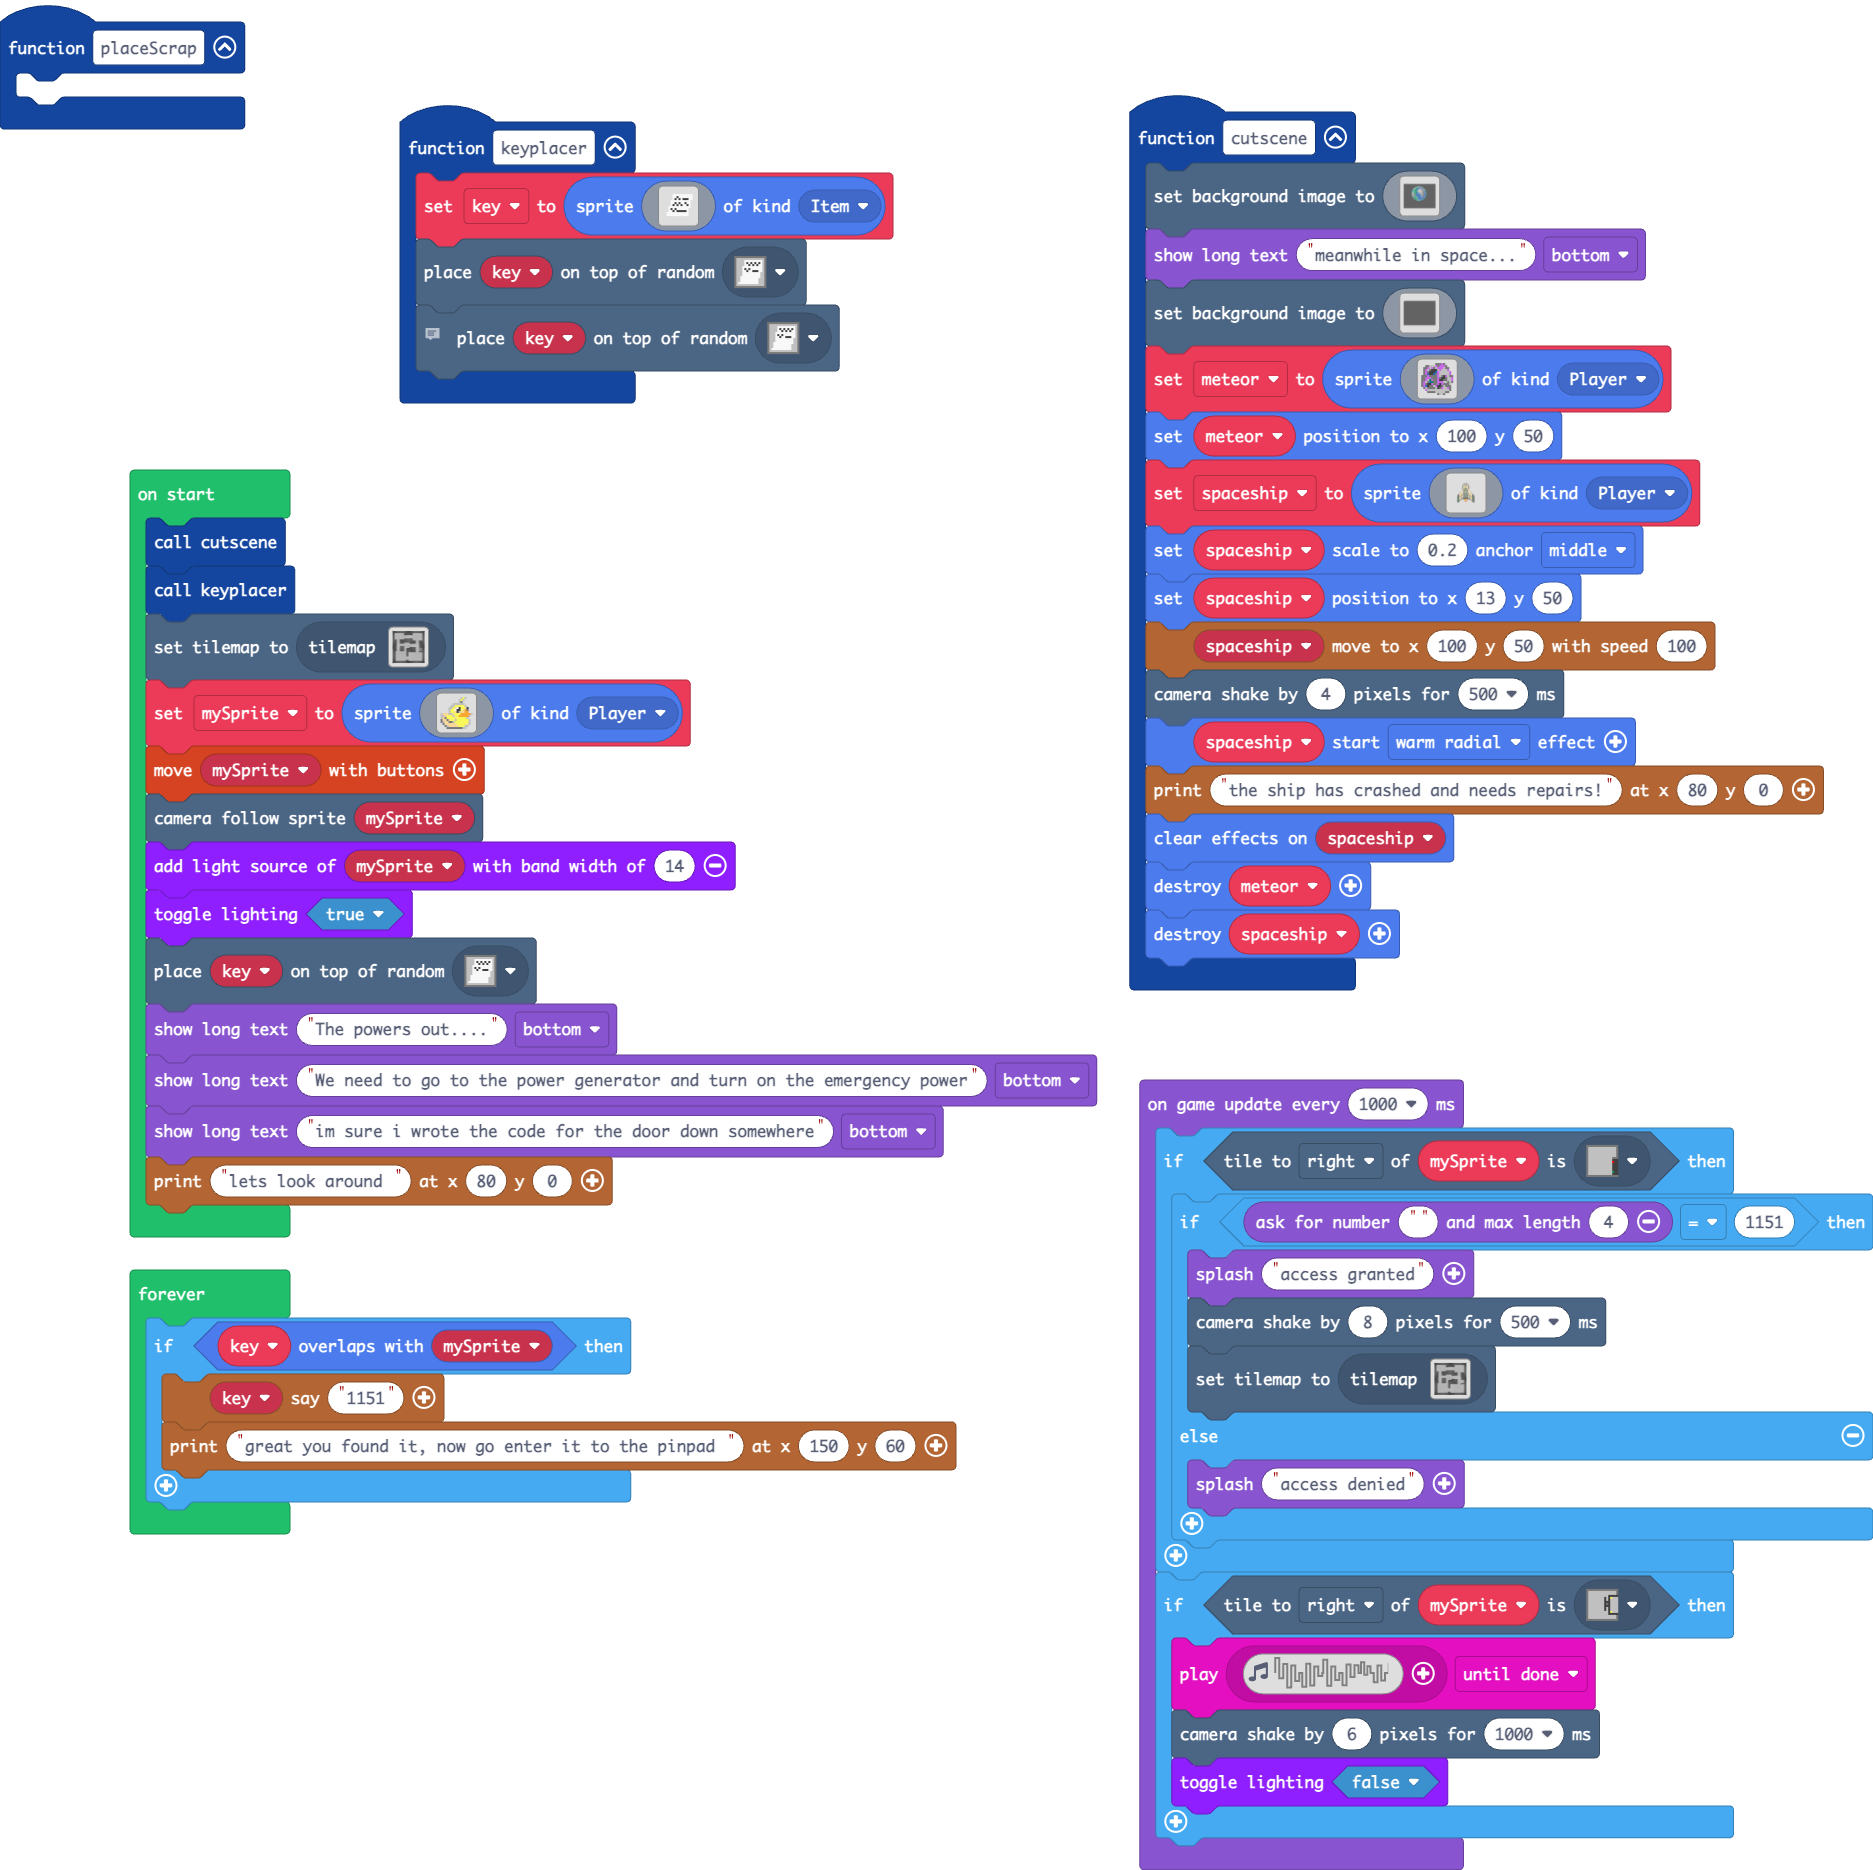 function placeScrap
function keyplacer
set key to sprite of kind Item
place key on top of random
place key on top of random
on start
call cutscene
call keyplacer
set tilemap to tilemap
set mySprite to sprite of kind Player
move mySprite with buttons
camera follow sprite mySprite
add light source of mySprite with band width of 14
toggle lighting true
place key on top of random
show long text "The powers out...." bottom
show long text "We need to go to the power generator and turn on the emergency power" bottom
show long text "im sure i wrote the code for the door down somewhere" bottom
print "lets look around " at x 80 y 0
forever
if key overlaps with mySprite then
key say "1151"
print "great you found it, now go enter it to the pinpad " at x 150 y 60
function cutscene
set background image to
show long text "meanwhile in space..." bottom
set background image to
set meteor to sprite of kind Player
set meteor position to x 100 y 50
set spaceship to sprite of kind Player
set spaceship scale to 0.2 anchor middle
set spaceship position to x 13 y 50
spaceship move to x 100 y 50 with speed 100
camera shake by 4 pixels for 500 ms
spaceship start warm radial effect
print "the ship has crashed and needs repairs!" at x 80 y 0
clear effects on spaceship
destroy meteor
destroy spaceship
on game update every 1000 ms
if tile to right of mySprite is then
if ask for number " " and max length 4 = 1151 then
splash "access granted"
camera shake by 8 pixels for 500 ms
set tilemap to tilemap
else
splash "access denied"
if tile to right of mySprite is then
play until done
camera shake by 6 pixels for 1000 ms
toggle lighting false